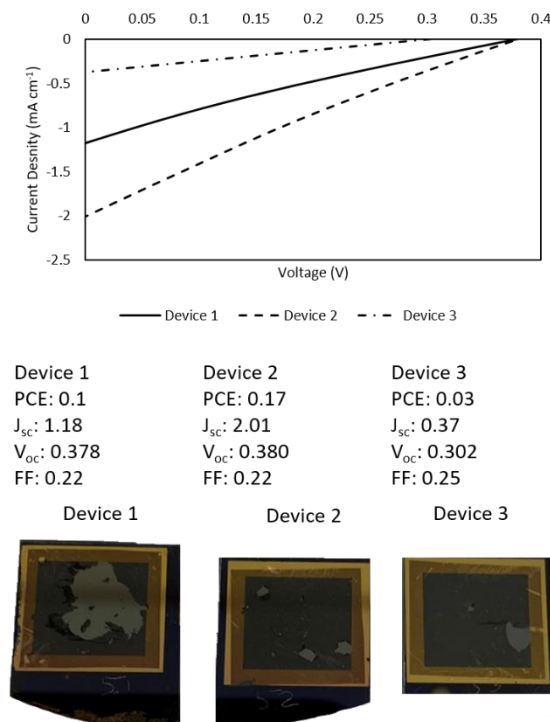 0 0.05 0.1 0.15 0.2 0.25 0.3 0.35 0.4
0
-0.5
-1
-1.5
-2
-2.5
Current Desnity (mA cm⁻¹)
Voltage (V)
Device 1 Device 2 Device 3
Device 1 Device 2 Device 3
PCE: 0.1 PCE: 0.17 PCE: 0.03
Jsc: 1.18 Jsc: 2.01 Jsc: 0.37
Voc: 0.378 Voc: 0.380 Voc: 0.302
FF: 0.22 FF: 0.22 FF: 0.25
Device 1 Device 2 Device 3